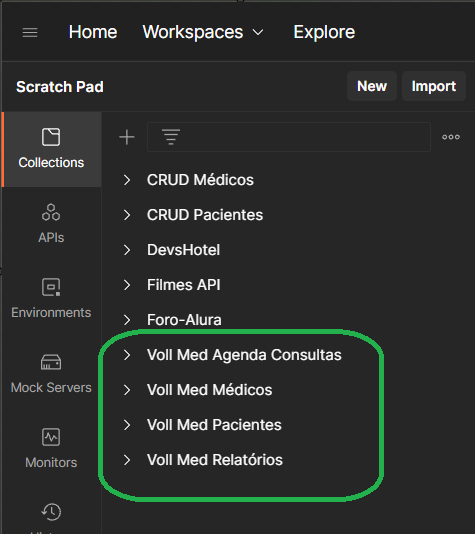 Home Workspaces Explore
Scratch Pad New Import
Collections
APIs
Environments
Mock Servers
Monitors
CRUD Médicos
CRUD Pacientes
DevsHotel
Filmes API
Foro-Alura
Voll Med Agenda Consultas
Voll Med Médicos
Voll Med Pacientes
Voll Med Relatórios